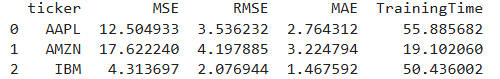 ticker MSE RMSE MAE TrainingTime
0 AAPL 12.504933 3.536232 2.764312 55.885682
1 AMZN 17.622240 4.197885 3.224794 19.102060
2 IBM 4.313697 2.076944 1.467592 50.436002